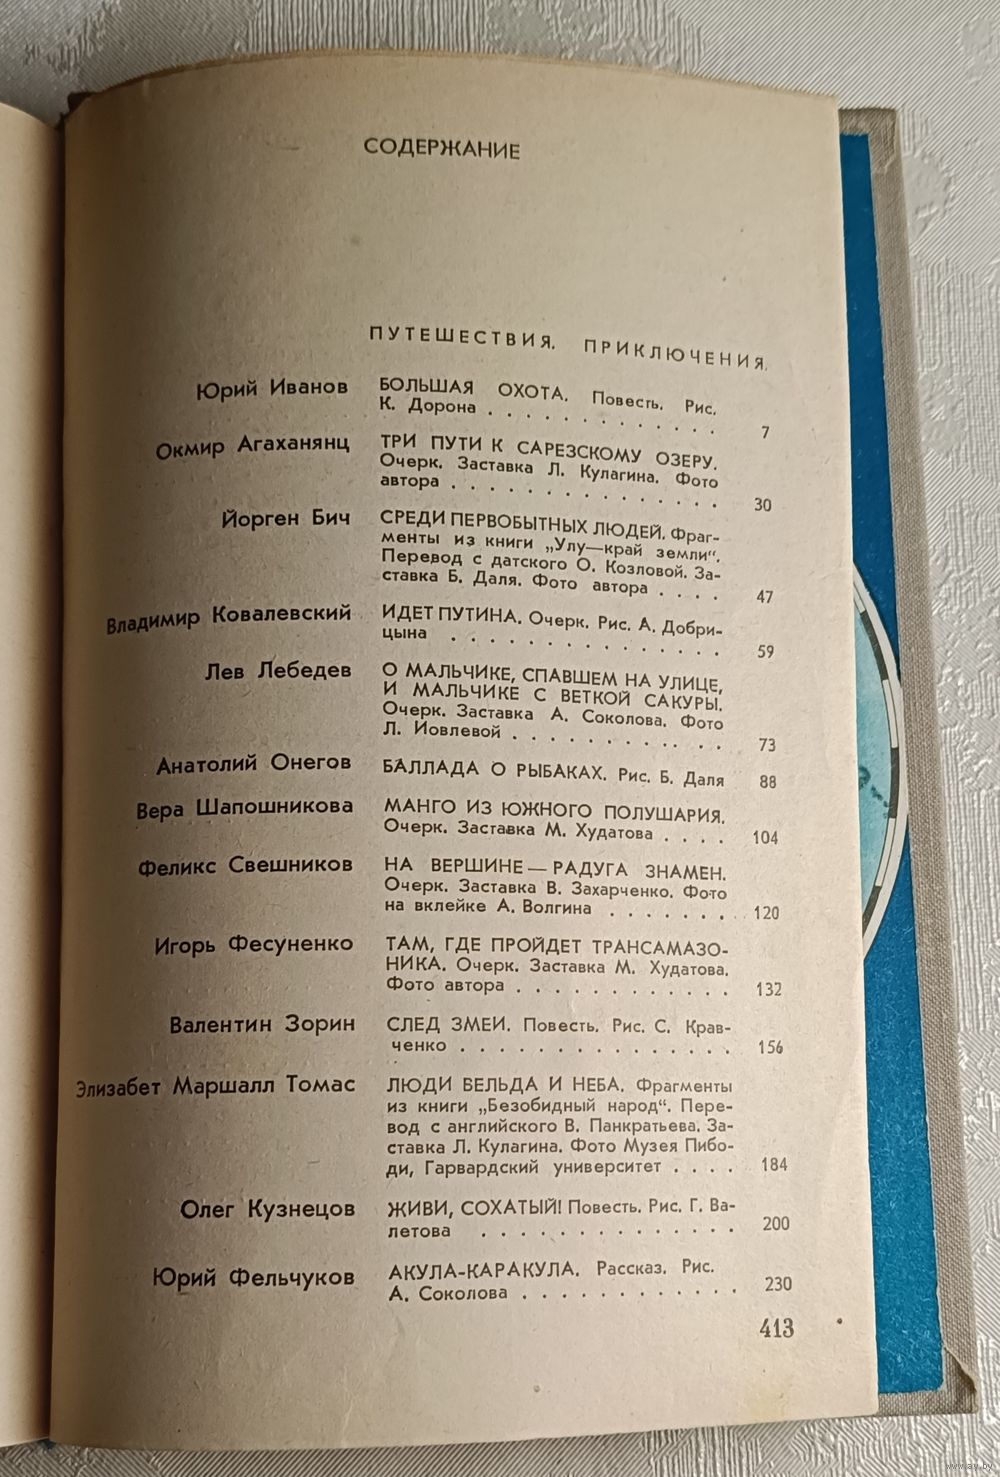 СОДЕРЖАНИЕ
ПУТЕШЕСТВИЯ. ПРИКЛЮЧЕНИЯ.
Юрий Иванов БОЛЬШАЯ ОХОТА. Повесть. Рис.
К. Дорона . . . . . . . . . . . . 7
Окмир Агаханянц ТРИ ПУТИ К САРЕЗСКОМУ ОЗЕРУ.
Очерк. Заставка Л. Кулагина. Фото
автора . . . . . . . . . . . . . . 30
Йорген Бич СРЕДИ ПЕРВОБЫТНЫХ ЛЮДЕЙ. Фраг-
менты из книги „Улу—край земли“.
Перевод с датского О. Козловой. За-
ставка Б. Даля. Фото автора . . . . 47
Владимир Ковалевский ИДЕТ ПУТИНА. Очерк. Рис. А. Добри-
цына . . . . . . . . . . . . . . 59
Лев Лебедев О МАЛЬЧИКЕ, СПАВШЕМ НА УЛИЦЕ,
И МАЛЬЧИКЕ С ВЕТКОЙ САКУРЫ.
Очерк. Заставка А. Соколова. Фото
Л. Иовлевой . . . . . . . . . . . 73
Анатолий Онегов БАЛЛАДА О РЫБАКАХ. Рис. Б. Даля 88
Вера Шапошникова МАНГО ИЗ ЮЖНОГО ПОЛУШАРИЯ.
Очерк. Заставка М. Худатова . . . . 104
Феликс Свешников НА ВЕРШИНЕ—РАДУГА ЗНАМЕН.
Очерк. Заставка В. Захарченко. Фото
на вклейке А. Волгина . . . . . . . 120
Игорь Фесуненко ТАМ, ГДЕ ПРОЙДЕТ ТРАНСАМАЗО-
НИКА. Очерк. Заставка М. Худатова.
Фото автора . . . . . . . . . . . . 132
Валентин Зорин СЛЕД ЗМЕИ. Повесть. Рис. С. Крав-
ченко . . . . . . . . . . . . . . 156
Элизабет Маршалл Томас ЛЮДИ ВЕЛЬДА И НЕБА. Фрагменты
из книги „Безобидный народ“. Пере-
вод с английского В. Панкратьева. За-
ставка Л. Кулагина. Фото Музея Пибо-
ди, Гарвардский университет . . . . 184
Олег Кузнецов ЖИВИ, СОХАТЫЙ! Повесть. Рис. Г. Ва-
летова . . . . . . . . . . . . . 200
Юрий Фельчуков АКУЛА-КАРАКУЛА. Рассказ. Рис.
А. Соколова . . . . . . . . . . . 230
413
www.ay.by